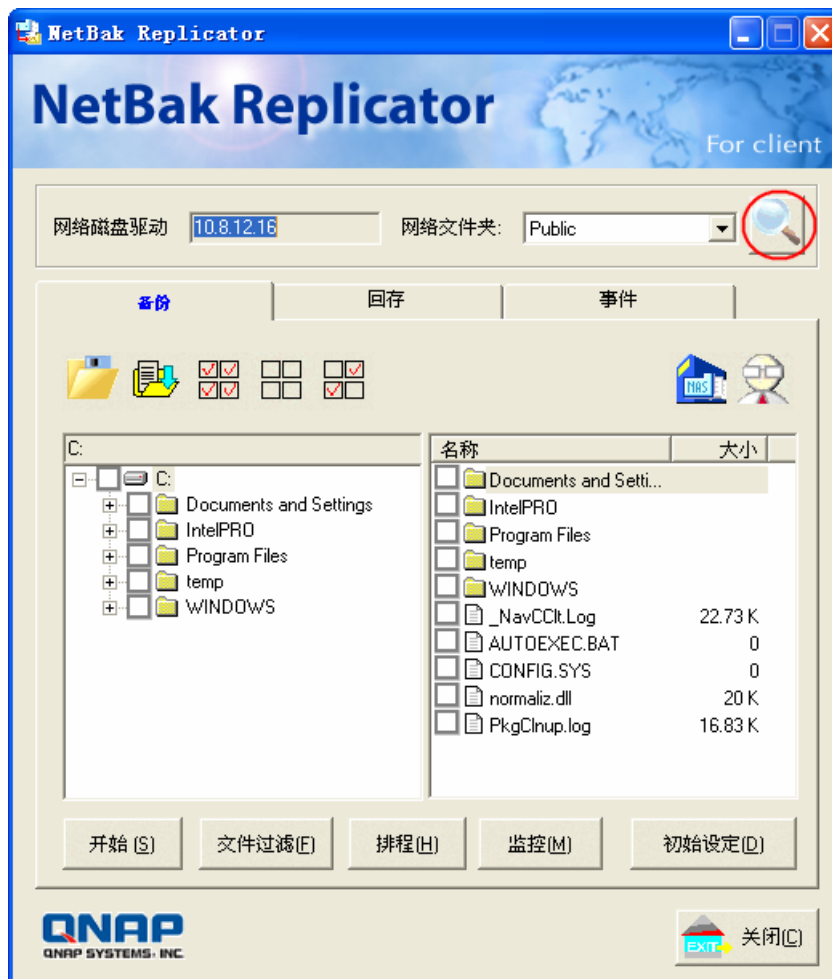 NetBak Replicator
NetBak Replicator
For client
网络磁盘驱动 10.8.12.16 网络文件夹: Public
备份 回存 事件
NAS
C: 名称 大小
C:
Documents and Settings
IntelPRO
Program Files
temp
WINDOWS
Documents and Setti...
IntelPRO
Program Files
temp
WINDOWS
_NavCClt.Log 22.73 K
AUTOEXEC.BAT 0
CONFIG.SYS 0
normaliz.dll 20 K
PkgClnup.log 16.83 K
开始 (S) 文件过滤(F) 排程(H) 监控(M) 初始设定(D)
QNAP
QNAP SYSTEMS, INC.
EXIT 关闭(C)